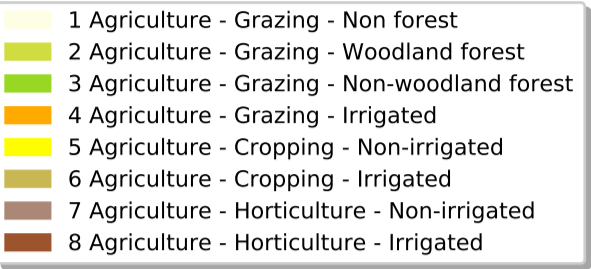 1 Agriculture - Grazing - Non forest
2 Agriculture - Grazing - Woodland forest
3 Agriculture - Grazing - Non-woodland forest
4 Agriculture - Grazing - Irrigated
5 Agriculture - Cropping - Non-irrigated
6 Agriculture - Cropping - Irrigated
7 Agriculture - Horticulture - Non-irrigated
8 Agriculture - Horticulture - Irrigated